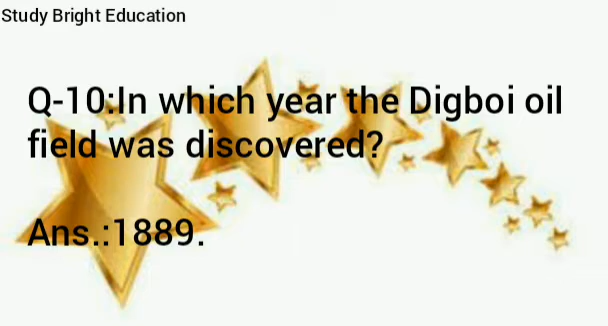 Study Bright Education
Q-10:In which year the Digboi oil
field was discovered?
Ans.:1889.